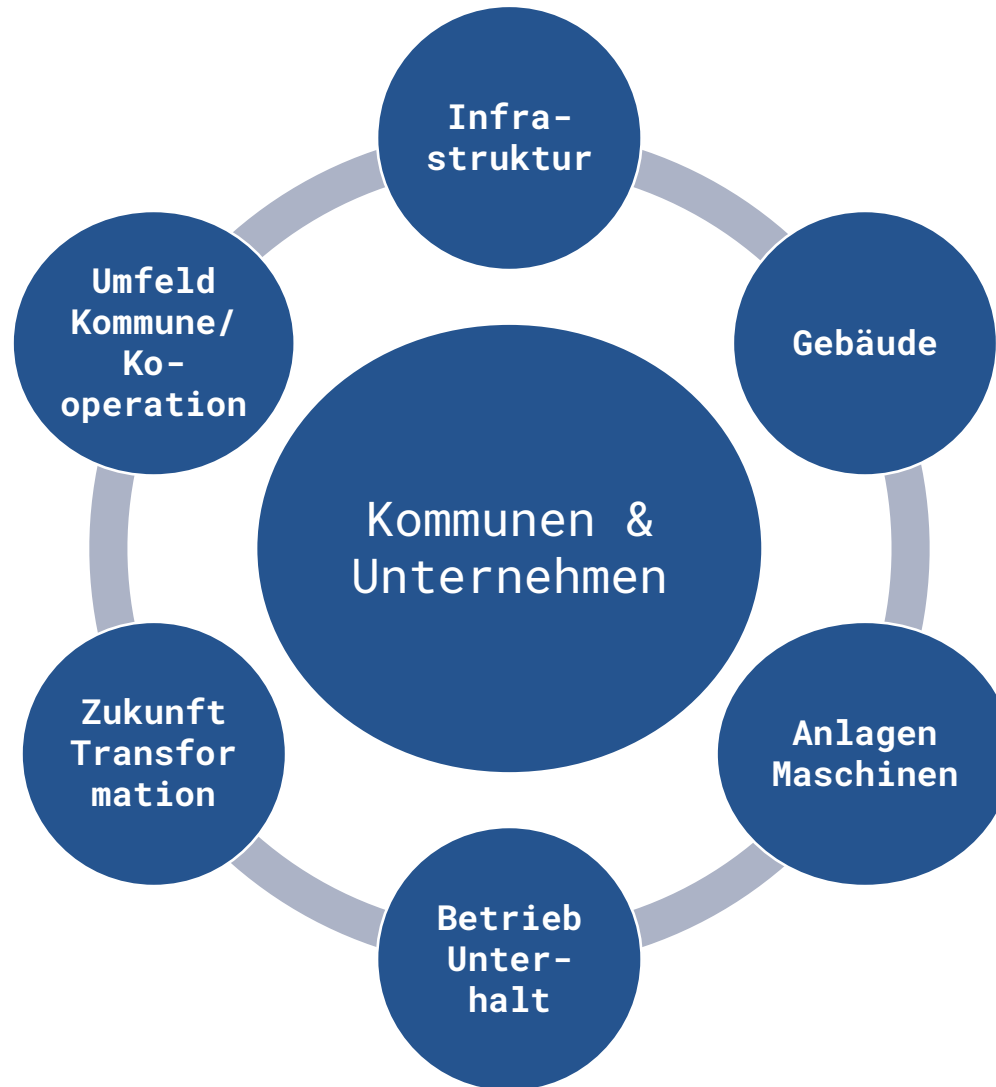 Infra-
struktur
Gebäude
Anlagen
Maschinen
Betrieb
Unter-
halt
Zukunft
Transfor
mation
Umfeld
Kommune/
Ko-
operation
Kommunen &
Unternehmen